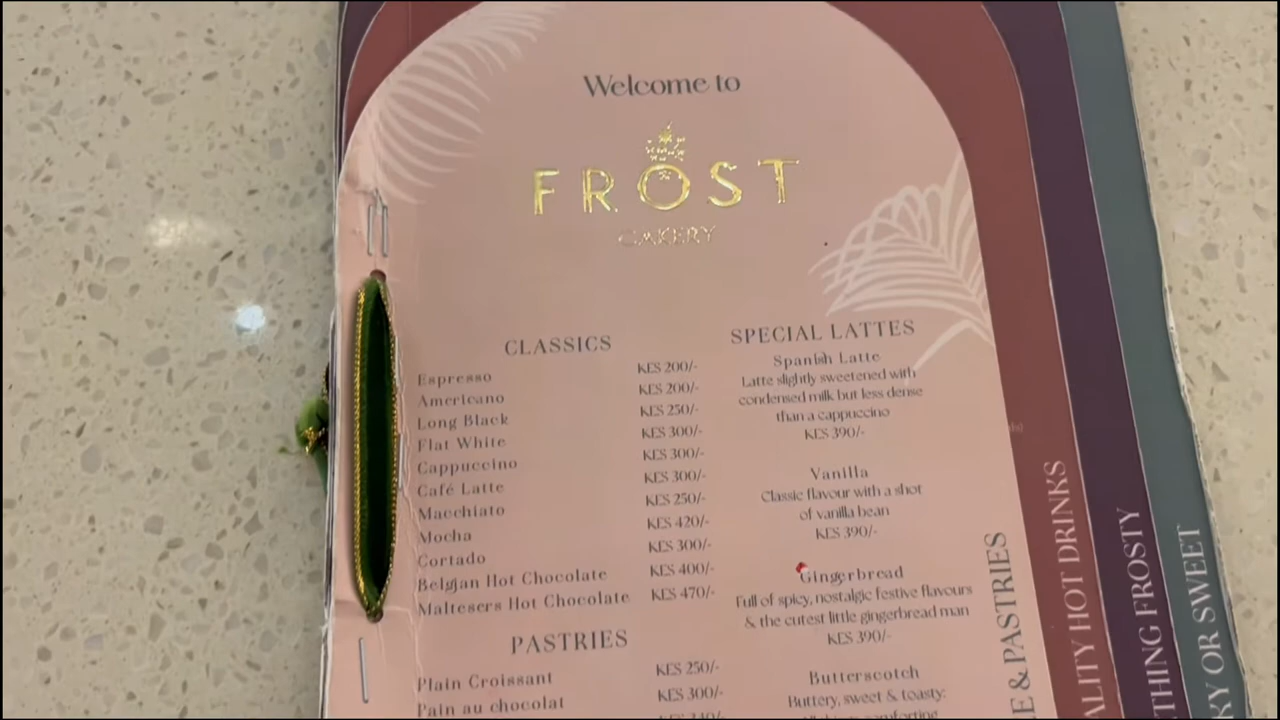 Welcome to
FROST
CAKERY
CLASSICS
Espresso KES 200/-
Americano KES 200/-
Long Black KES 250/-
Flat White KES 300/-
Cappuccino KES 300/-
Café Latte KES 300/-
Macchiato KES 250/-
Mocha KES 420/-
Cortado KES 300/-
Belgian Hot Chocolate KES 400/-
Maltesers Hot Chocolate KES 470/-
PASTRIES
Plain Croissant KES 250/-
Pain au chocolat KES 300/-
SPECIAL LATTES
Spanish Latte
Latte slightly sweetened with
condensed milk but less dense
than a cappuccino
KES 390/-
Vanilla
Classic flavour with a shot
of vanilla bean
KES 390/-
Gingerbread
Full of spicy, nostalgic festive flavours
& the cutest little gingerbread man
KES 390/-
Butterscotch
Buttery, sweet & toasty:
E & PASTRIES
ALITY HOT DRINKS
THING FROSTY
KY OR SWEET